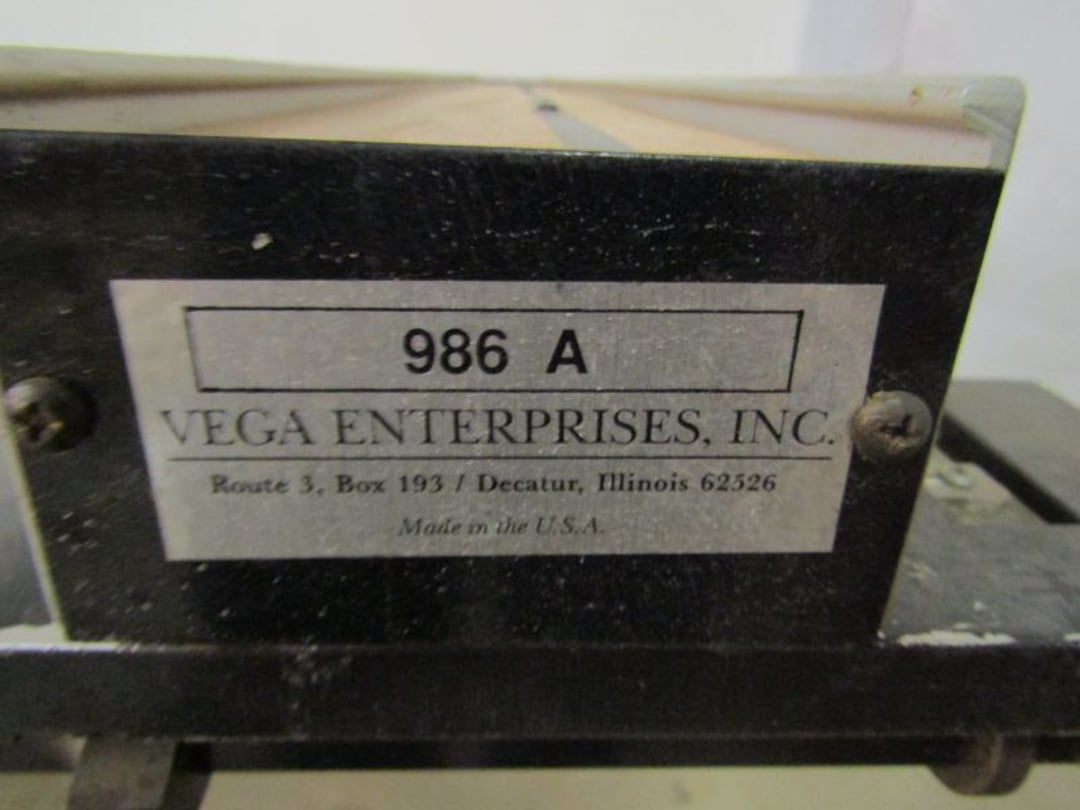 986 A
VEGA ENTERPRISES, INC.
Route 3, Box 193 / Decatur, Illinois 62526
Made in the U.S.A.